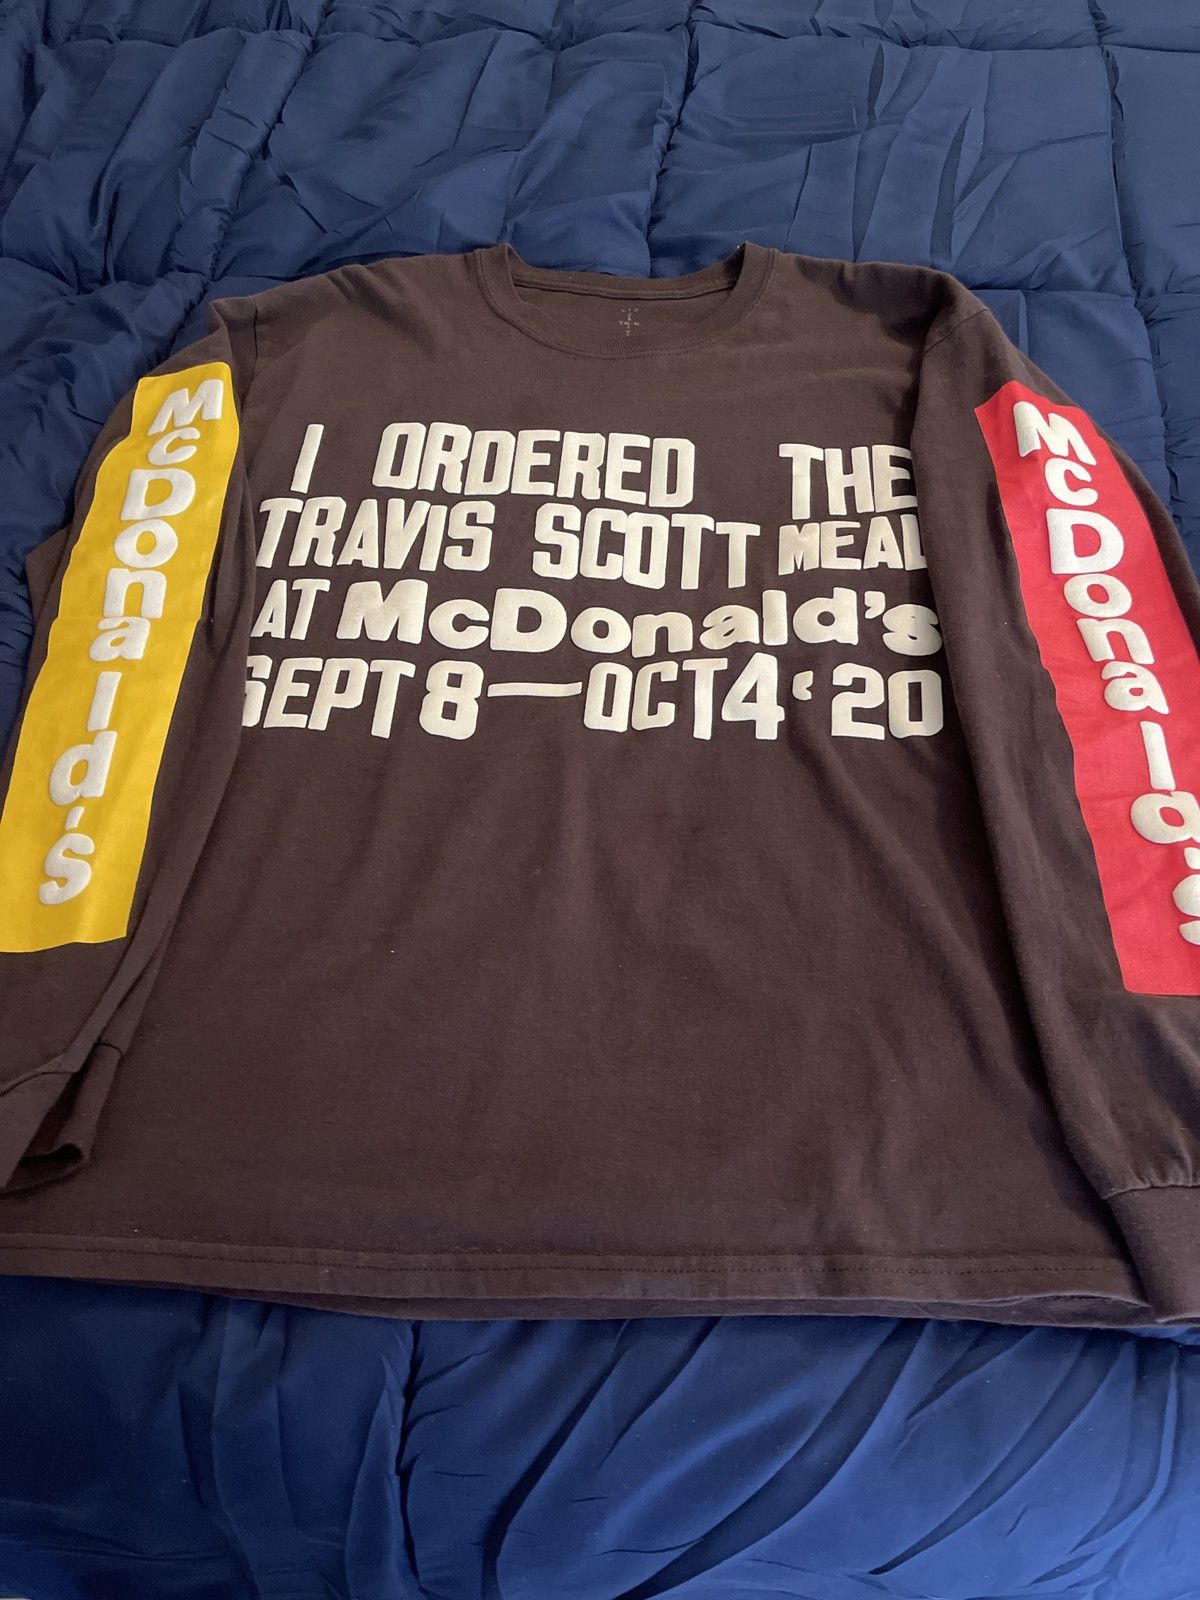 I ORDERED THE
TRAVIS SCOTT MEAL
AT McDonald's
SEPT 8—OCT 4 ‘20
McDonald's
McDonald's